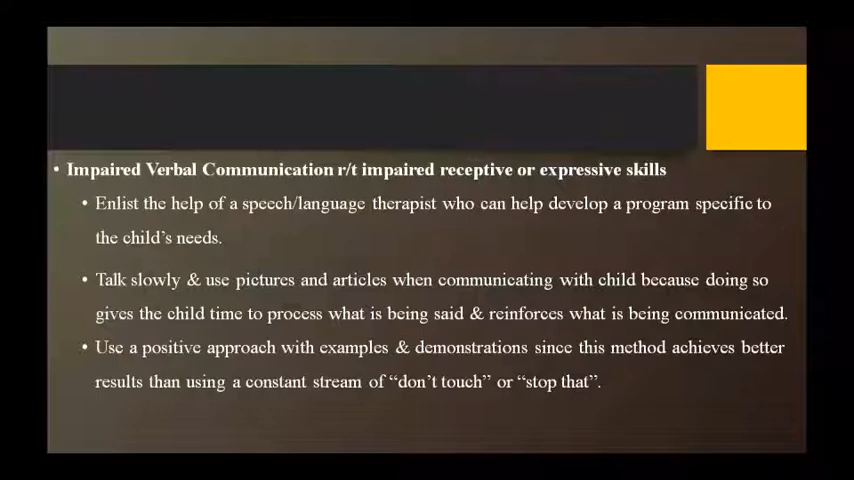 • Impaired Verbal Communication r/t impaired receptive or expressive skills
• Enlist the help of a speech/language therapist who can help develop a program specific to
the child’s needs.
• Talk slowly & use pictures and articles when communicating with child because doing so
gives the child time to process what is being said & reinforces what is being communicated.
• Use a positive approach with examples & demonstrations since this method achieves better
results than using a constant stream of “don’t touch” or “stop that”.